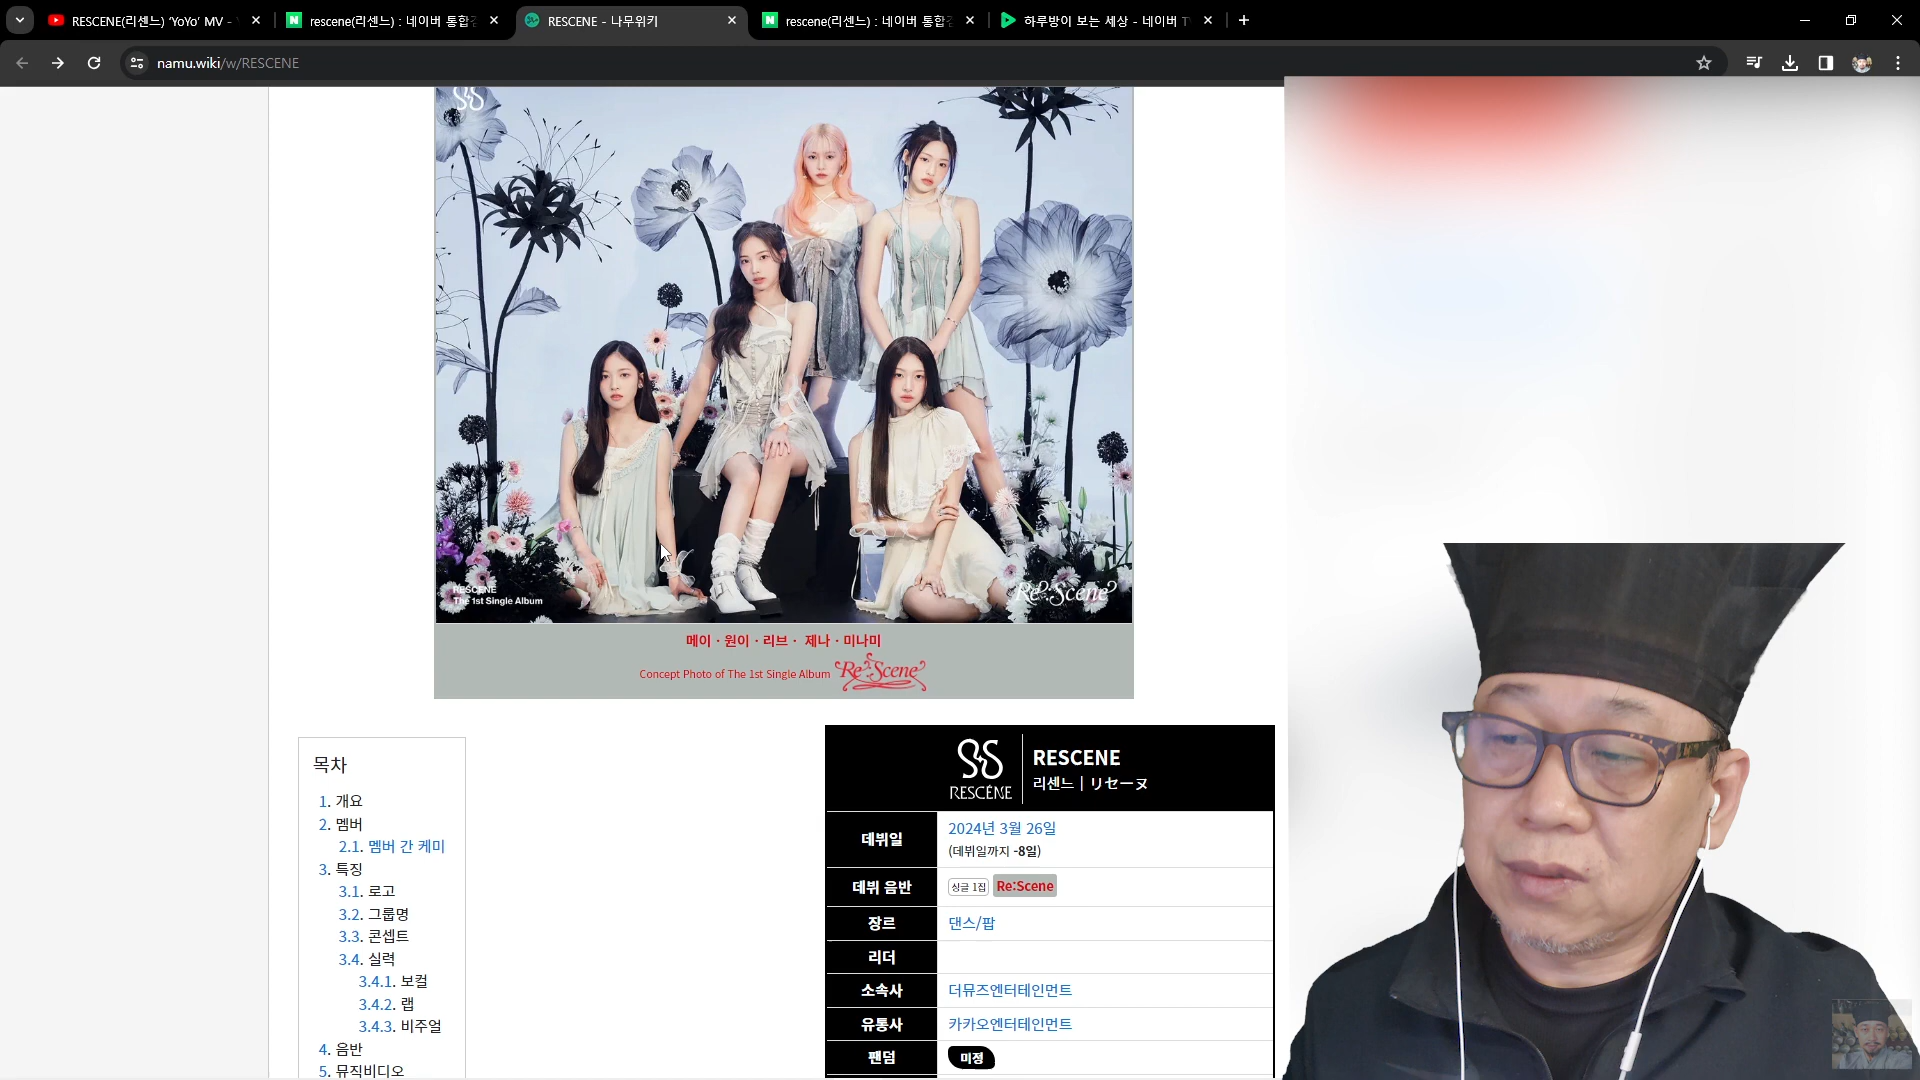 RESCENE(리센느) 'YoYo' MV -
rescene(리센느) : 네이버 통합검
RESCENE - 나무위키
rescene(리센느) : 네이버 통합검
하루방이 보는 세상 - 네이버 T
namu.wiki/w/RESCENE
RESCENE
The 1st Single Album
Re:Scene
메이 · 원이 · 리브 · 제나 · 미나미
Concept Photo of The 1st Single Album Re:Scene
목차
1. 개요
2. 멤버
2.1. 멤버 간 케미
3. 특징
3.1. 로고
3.2. 그룹명
3.3. 콘셉트
3.4. 실력
3.4.1. 보컬
3.4.2. 랩
3.4.3. 비주얼
4. 음반
5. 뮤직비디오
RESCÈNE
RESCENE
리센느 | リセーヌ
데뷔일
2024년 3월 26일
(데뷔일까지 -8일)
데뷔 음반
싱글 1집 Re:Scene
장르
댄스/팝
리더
소속사
더뮤즈엔터테인먼트
유통사
카카오엔터테인먼트
팬덤
미정